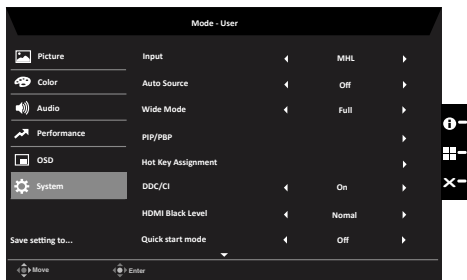 Mode - User
Picture
Color
Audio
Performance
OSD
System
Save setting to...
Input MHL
Auto Source Off
Wide Mode Full
PIP/PBP
Hot Key Assignment
DDC/CI On
HDMI Black Level Nomal
Quick start mode Off
Move Enter